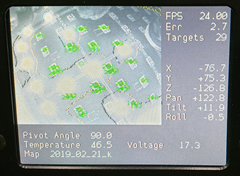 FPS 24.00
Err 2.7
Targets 29
X -76.7
Y +75.3
Z -126.8
Pan +122.8
Tilt +11.9
Roll -0.5
Pivot Angle 90.0
Temperature 46.5 Voltage 17.3
Map 2019_02_21_k